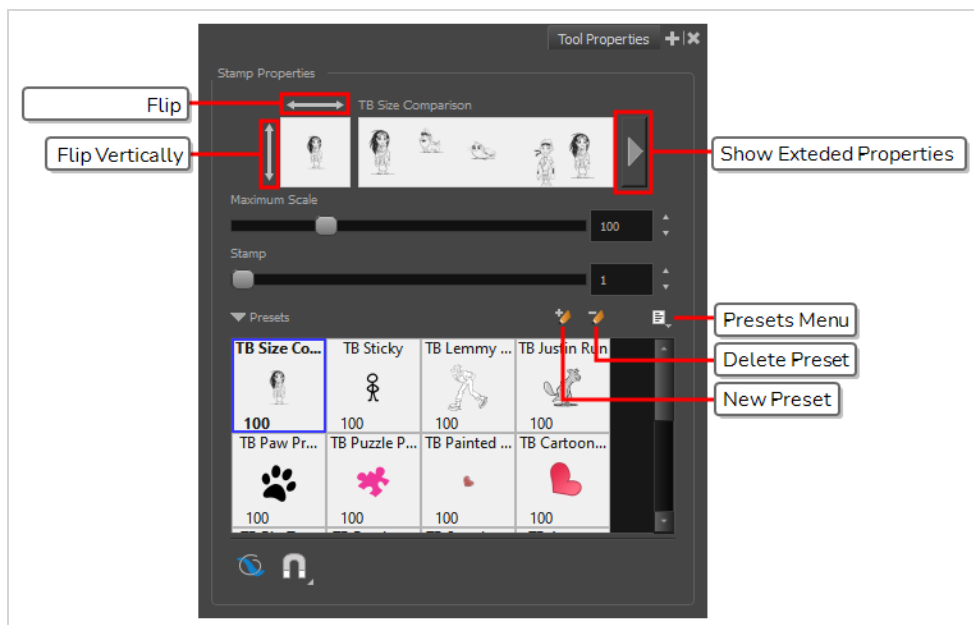 Tool Properties
Stamp Properties
Flip
TB Size Comparison
Flip Vertically
Show Exteded Properties
Maximum Scale
100
Stamp
1
Presets
Presets Menu
Delete Preset
New Preset
TB Size Co... TB Sticky TB Lemmy ... TB Justin Run
100 100 100 100
TB Paw Pr... TB Puzzle P... TB Painted ... TB Cartoon...
100 100 100 100